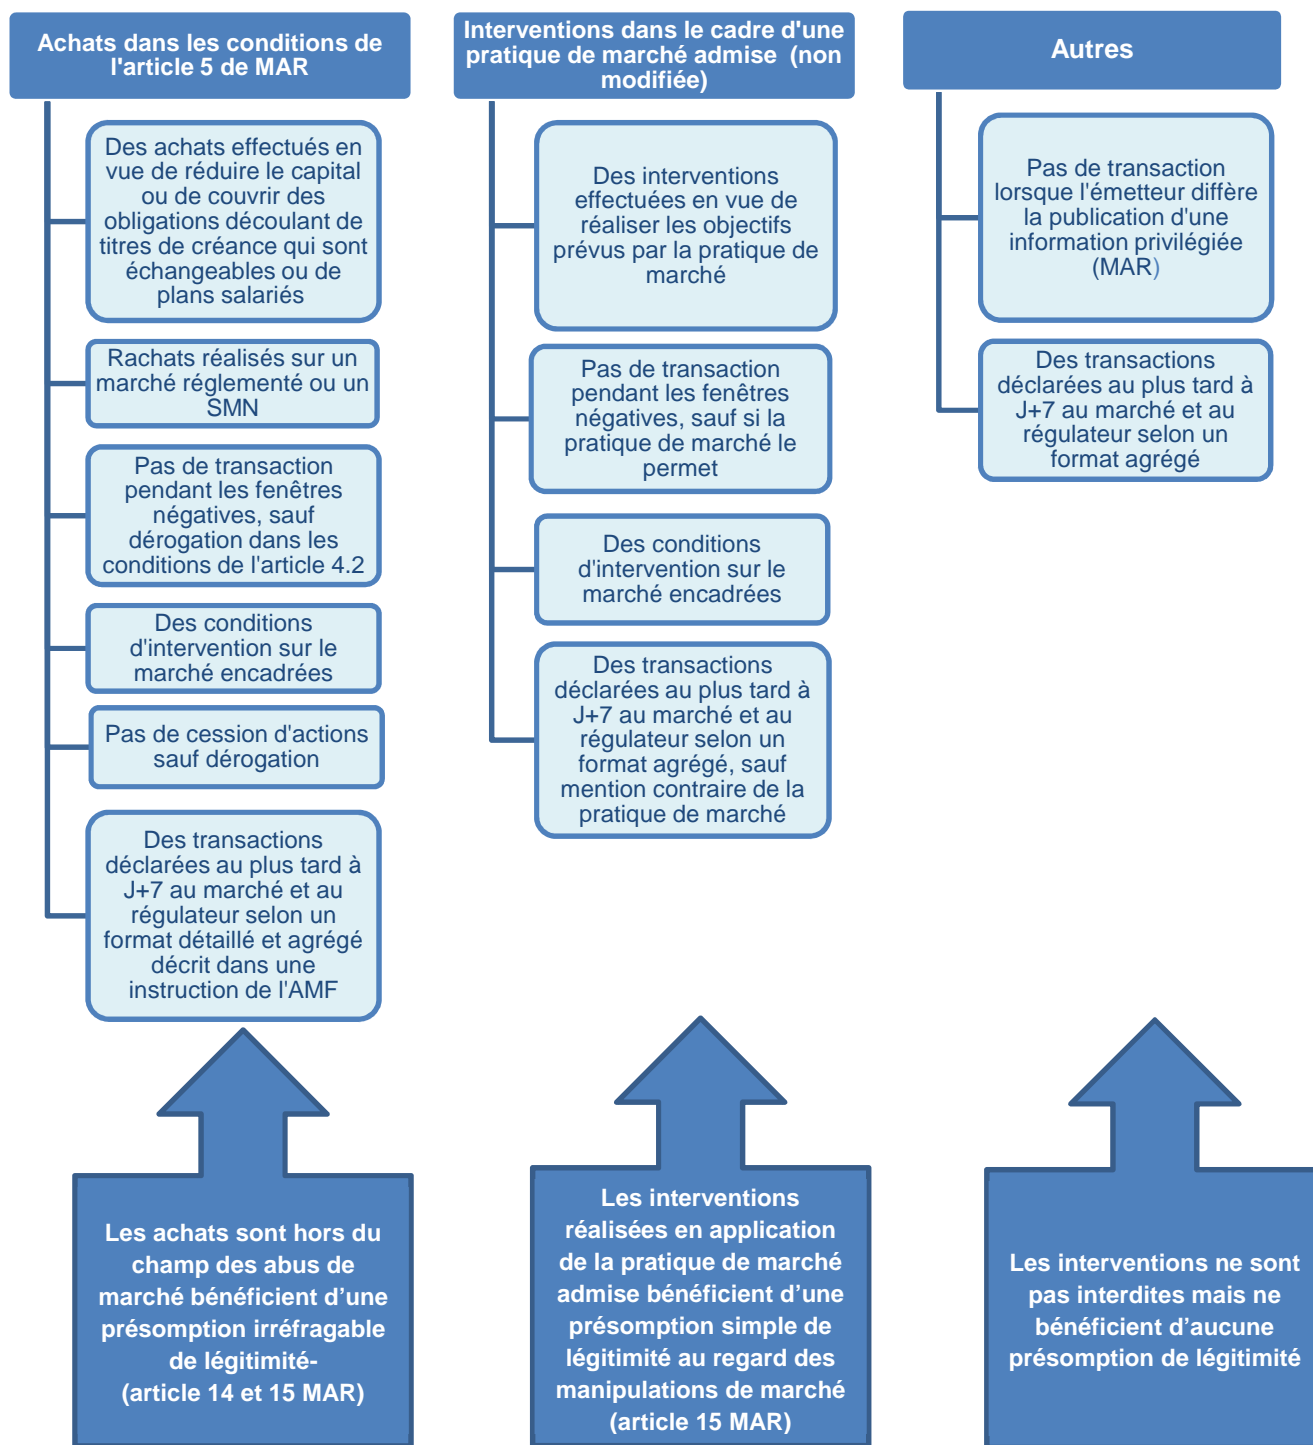 Achats dans les conditions de
l'article 5 de MAR
Des achats effectués en
vue de réduire le capital
ou de couvrir des
obligations découlant de
titres de créance qui sont
échangeables ou de
plans salariés
Rachats réalisés sur un
marché réglementé ou un
SMN
Pas de transaction
pendant les fenêtres
négatives, sauf
dérogation dans les
conditions de l'article 4.2
Des conditions
d'intervention sur le
marché encadrées
Pas de cession d'actions
sauf dérogation
Des transactions
déclarées au plus tard à
J+7 au marché et au
régulateur selon un
format détaillé et agrégé
décrit dans une
instruction de l'AMF
Les achats sont hors du
champ des abus de
marché bénéficient d’une
présomption irréfragable
de légitimité-
(article 14 et 15 MAR)
Interventions dans le cadre d'une
pratique de marché admise (non
modifiée)
Des interventions
effectuées en vue de
réaliser les objectifs
prévus par la pratique de
marché
Pas de transaction
pendant les fenêtres
négatives, sauf si la
pratique de marché le
permet
Des conditions
d'intervention sur le
marché encadrées
Des transactions
déclarées au plus tard à
J+7 au marché et au
régulateur selon un
format agrégé, sauf
mention contraire de la
pratique de marché
Les interventions
réalisées en application
de la pratique de marché
admise bénéficient d’une
présomption simple de
légitimité au regard des
manipulations de marché
(article 15 MAR)
Autres
Pas de transaction
lorsque l'émetteur diffère
la publication d'une
information privilégiée
(MAR)
Des transactions
déclarées au plus tard à
J+7 au marché et au
régulateur selon un
format agrégé
Les interventions ne sont
pas interdites mais ne
bénéficient d’aucune
présomption de légitimité